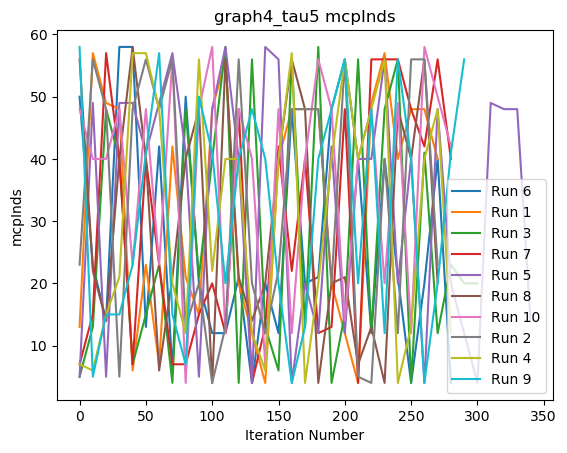 graph4_tau5 mcpInds
60
50
40
30
20
10
mcpInds
0
50
100
150
200
250
300
350
Iteration Number
Run 6
Run 1
Run 3
Run 7
Run 5
Run 8
Run 10
Run 2
Run 4
Run 9